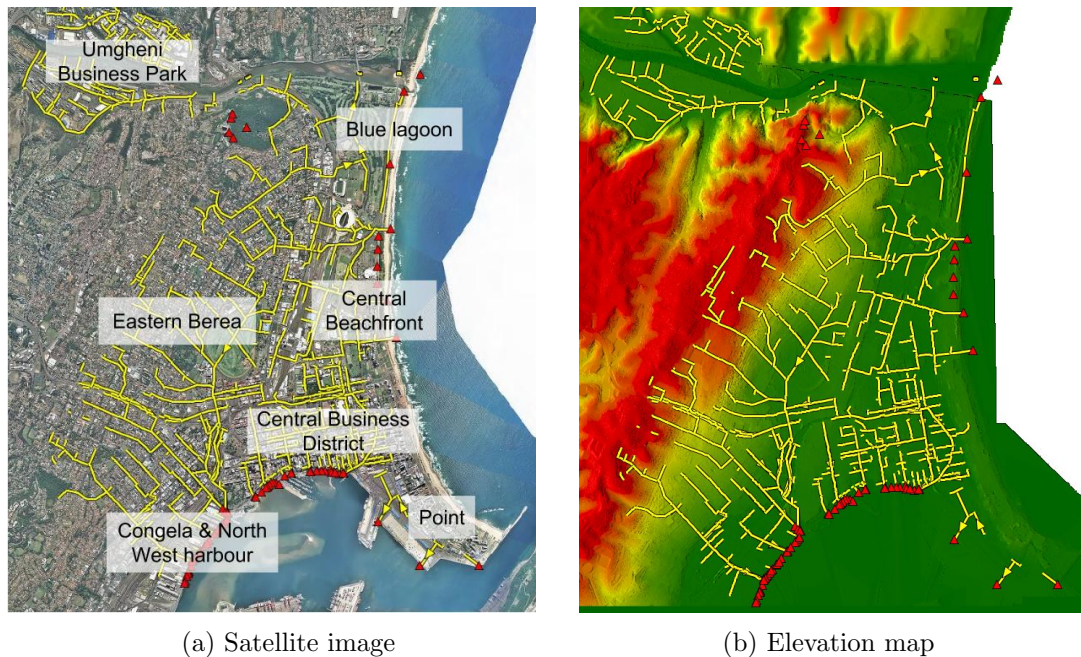 Umgheni
Business Park
Blue lagoon
Central
Beachfront
Eastern Berea
Central Business
District
Point
Congela & North
West harbour
(a) Satellite image
(b) Elevation map